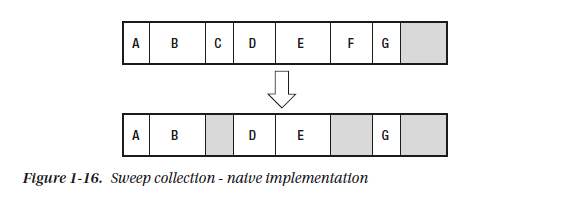 A B C D E F G
A B D E G
Figure 1-16. Sweep collection - naive implementation